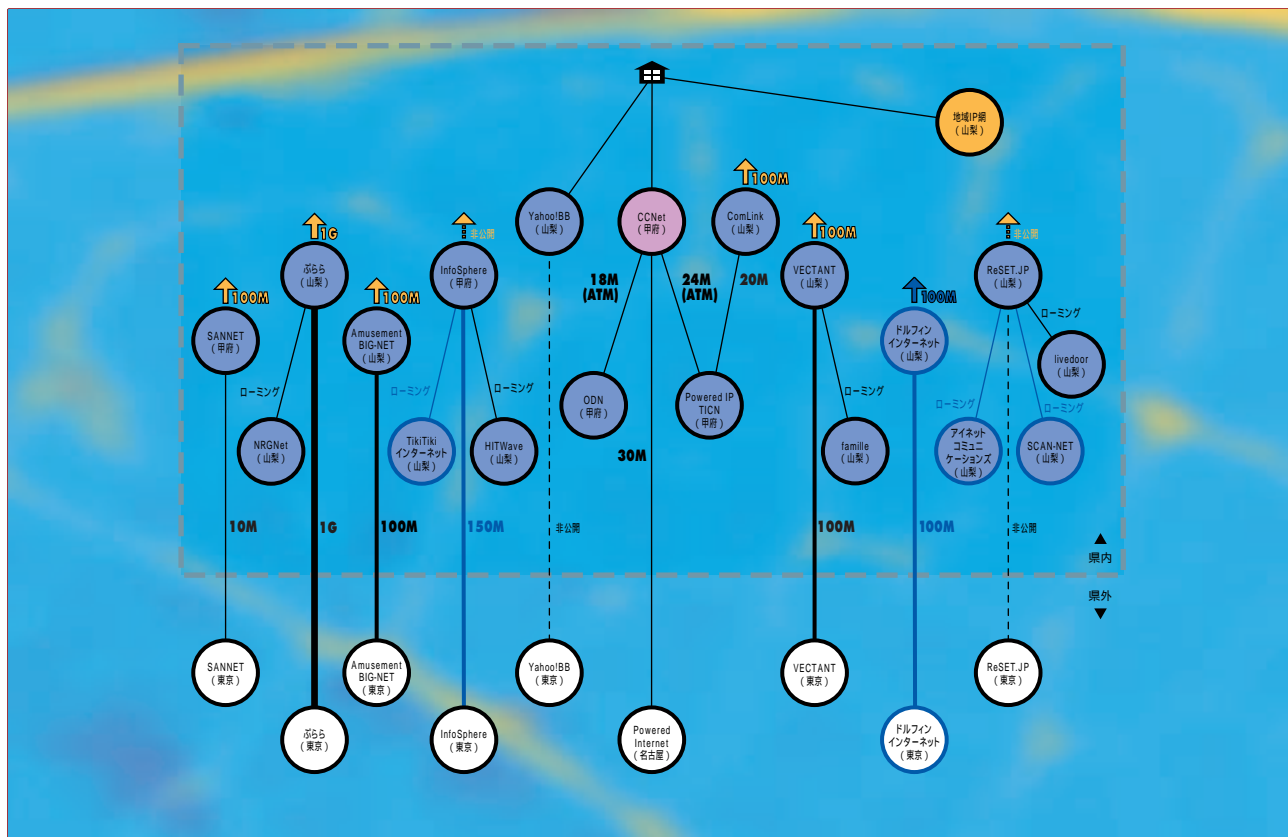 地域IP網
(山梨)
100M
Yahoo!BB
(山梨)
CCNet
(甲府)
ComLink
(山梨)
1G
非公開
100M
非公開
ぷらら
(山梨)
InfoSphere
(甲府)
18M
(ATM)
24M
(ATM)
20M
VECTANT
(山梨)
ReSET.JP
(山梨)
100M
100M
100M
SANNET
(甲府)
Amusement
BIG-NET
(山梨)
ドルフィン
インターネット
(山梨)
livedoor
(山梨)
ローミング
ローミング
ローミング
ローミング
ローミング
ローミング
ローミング
ODN
(甲府)
Powered IP
TICN
(甲府)
NRGNet
(山梨)
TikiTiki
インターネット
(山梨)
HITWave
(山梨)
30M
famille
(山梨)
アイネット
コミュニ
ケーションズ
(山梨)
SCAN-NET
(山梨)
10M
1G
100M
150M
非公開
100M
100M
非公開
県内
県外
SANNET
(東京)
Amusement
BIG-NET
(東京)
Yahoo!BB
(東京)
VECTANT
(東京)
ReSET.JP
(東京)
ぷらら
(東京)
InfoSphere
(東京)
Powered
Internet
(名古屋)
ドルフィン
インターネット
(東京)